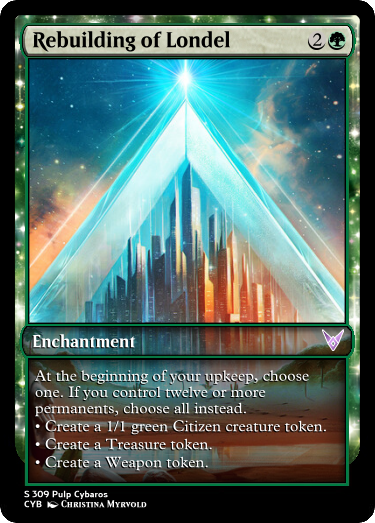 Rebuilding of Londel 2
Enchantment
At the beginning of your upkeep, choose
one. If you control twelve or more
permanents, choose all instead.
• Create a 1/1 green Citizen creature token.
• Create a Treasure token.
• Create a Weapon token.
S 309 Pulp Cybaros
CYB Christina Myrvold